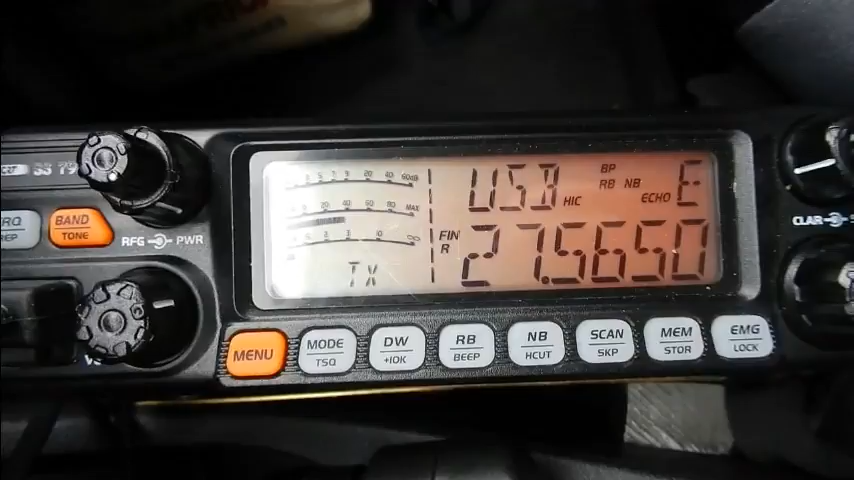 SS
BAND
TONE
RFG PWR
TX
USB
HIC
BP
RB NB
ECHO
E
FIN
R
27.5650
CLAR
MENU
MODE
TSQ
DW
+10K
RB
BEEP
NB
HCUT
SCAN
SKP
MEM
STOR
EMG
LOCK